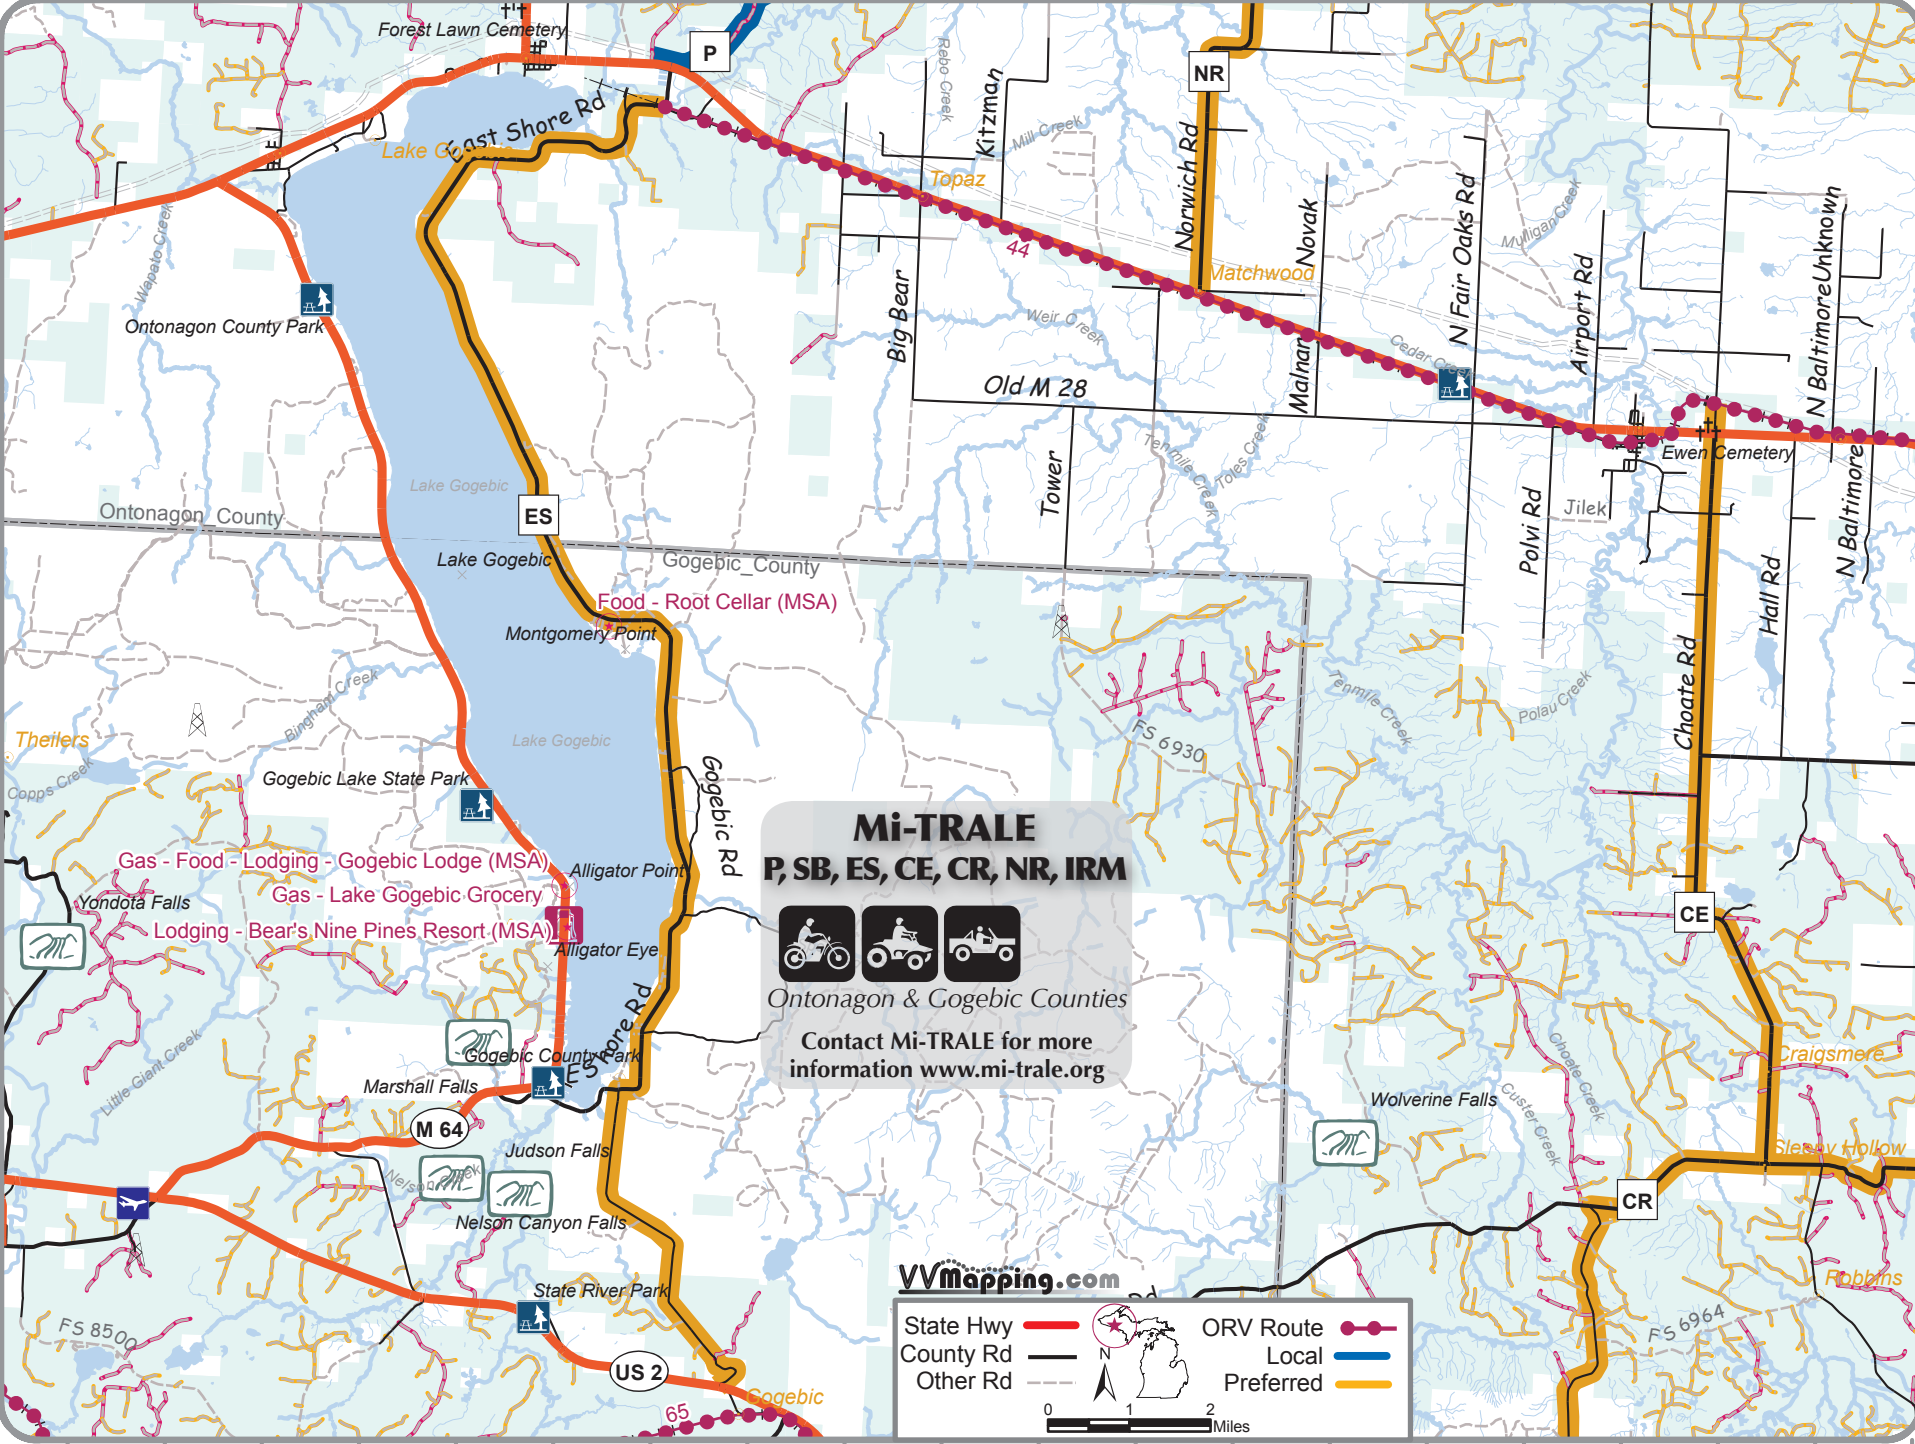 Forest Lawn Cemetery
P
NR
Rebo Creek
Kitzman
Mill Creek
East Shore Rd
Topaz
Norwich Rd
Novak
N Fair Oaks Rd
Mulligan Creek
Airport Rd
N Baltimore
Unknown
Wapato Creek
44
Matchwood
Ontonagon County Park
Big Bear
Weir Creek
Malnar
Cedar Creek
Old M 28
Tenmile Creek
Toles Creek
Tower
Polvi Rd
Jilek
Ewen Cemetery
N Baltimore
Lake Gogebic
Ontonagon_County
ES
Lake Gogebic
Gogebic_County
Food - Root Cellar (MSA)
Montgomery Point
Hall Rd
Choate Rd
Bingham Creek
Tenmile Creek
Polau Creek
FS 6930
Theilers
Copps Creek
Lake Gogebic
Gogebic Lake State Park
Gogebic Rd
Gas - Food - Lodging - Gogebic Lodge (MSA)
Alligator Point
Gas - Lake Gogebic Grocery
Yondota Falls
Lodging - Bear's Nine Pines Resort (MSA)
Alligator Eye
Mi-TRALE
P, SB, ES, CE, CR, NR, IRM
Ontonagon & Gogebic Counties
Contact Mi-TRALE for more
information www.mi-trale.org
CE
E Shore Rd
Gogebic County Park
Little Giant Creek
Marshall Falls
M 64
Judson Falls
Nelson Creek
Nelson Canyon Falls
Choate Creek
Custer Creek
Craigsmere
Wolverine Falls
Sleepy Hollow
CR
Robbins
FS 6964
State River Park
FS 8500
US 2
Gogebic
65
VVMapping.com
Rd
State Hwy
County Rd
Other Rd
N
ORV Route
Local
Preferred
0 1 2
Miles